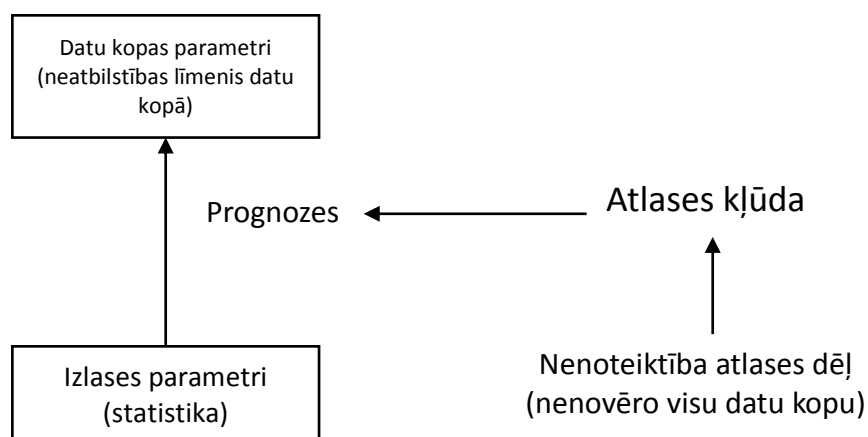 Datu kopas parametri
(neatbilstības līmenis datu
kopā)
Prognozes
Atlases kļūda
Izlases parametri
(statistika)
Nenoteiktība atlases dēļ
(nenovēro visu datu kopu)